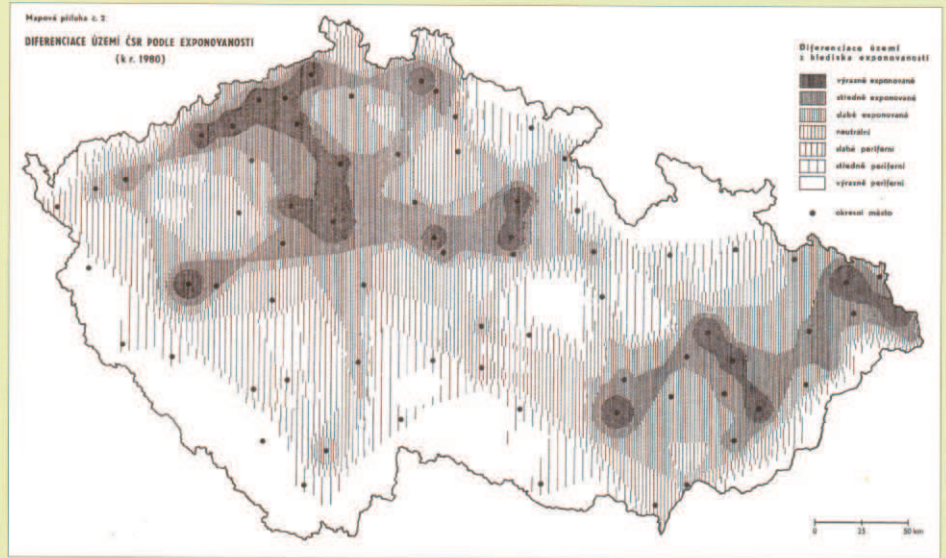 Mapová příloha č. 2
DIFERENCIACE ÚZEMÍ ČSR PODLE EXPONOVANOSTI
(k r. 1980)
Diferenciace území
z hlediska exponovanosti
výrazně exponované
středně exponované
slabě exponované
neutrální
slabě periferní
středně periferní
výrazně periferní
okresní město
0 25 50 km